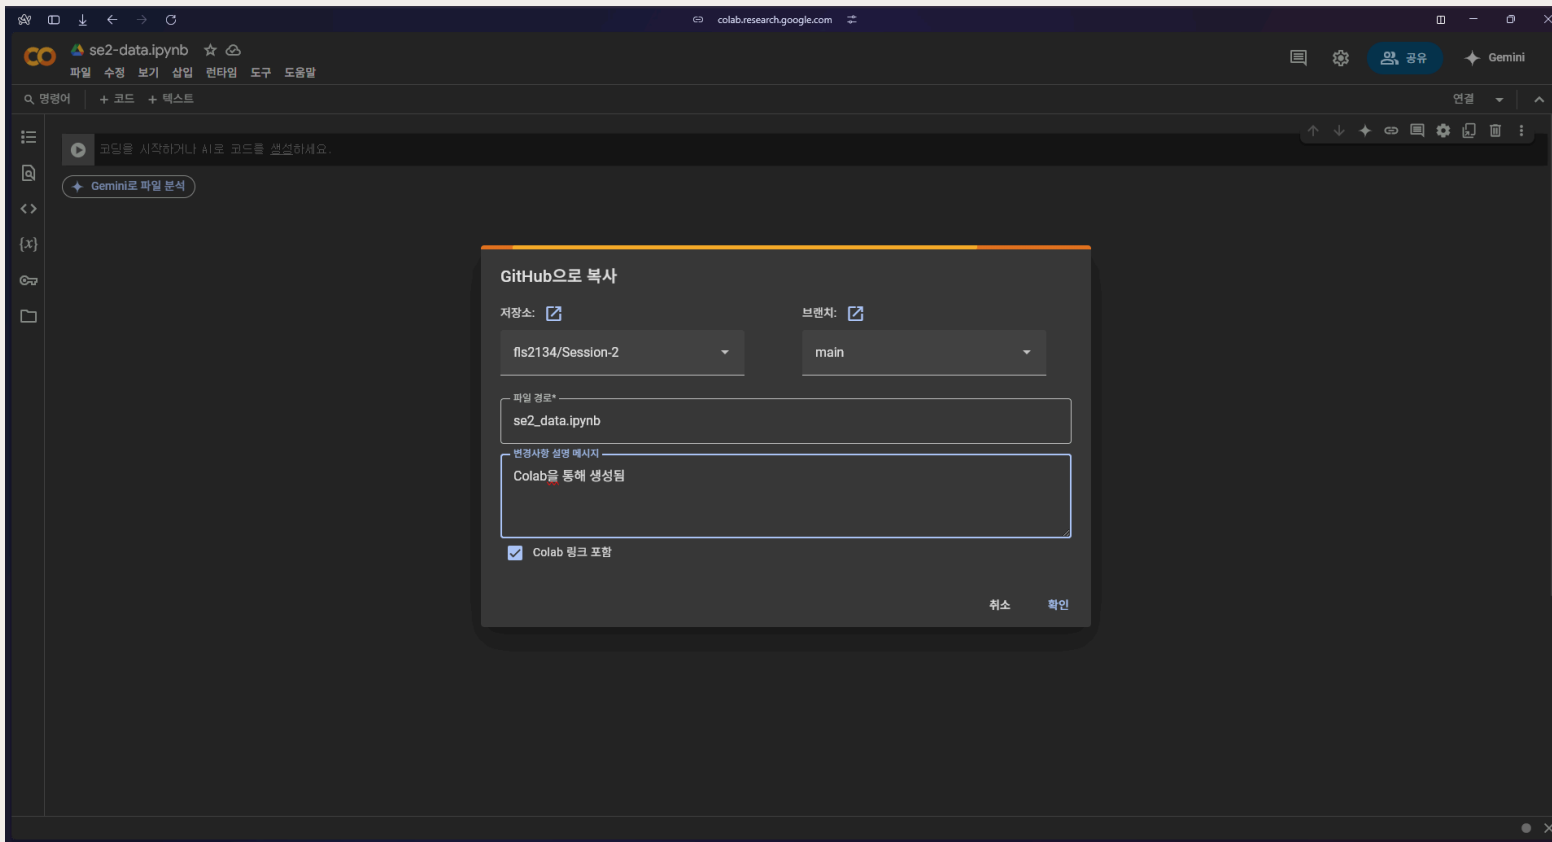 colab.research.google.com
se2-data.ipynb
파일 수정 보기 삽입 런타임 도구 도움말
공유
Gemini
명령어 + 코드 + 텍스트
연결
코딩을 시작하거나 AI로 코드를 생성하세요.
Gemini로 파일 분석
{x}
GitHub으로 복사
저장소: 브랜치:
fls2134/Session-2 main
파일 경로*
se2_data.ipynb
변경사항 설명 메시지
Colab을 통해 생성됨
Colab 링크 포함
취소 확인